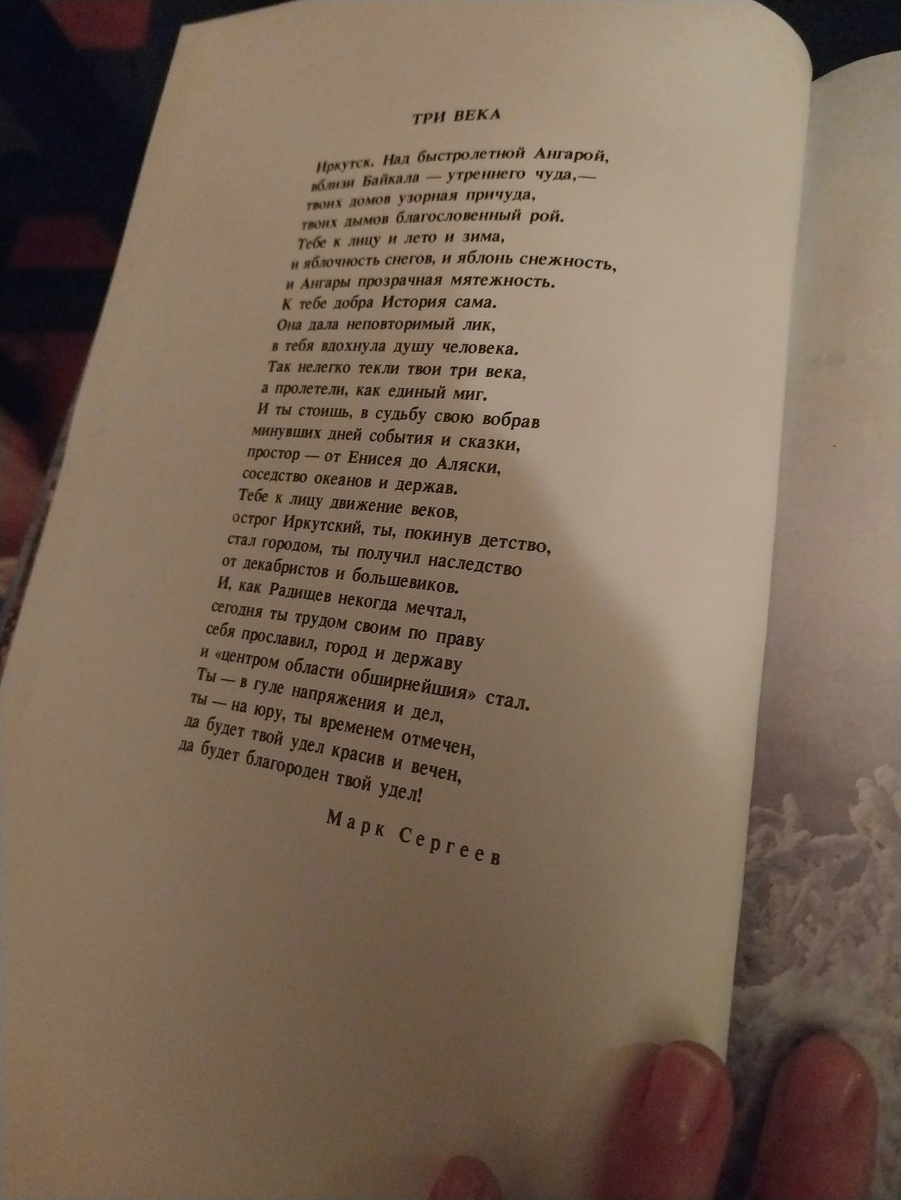 ТРИ ВЕКА
Иркутск. Над быстролетной Ангарой,
вблизи Байкала — утреннего чуда,—
твоих домов узорная причуда,
твоих дымов благословенный рой.
Тебе к лицу и лето и зима,
и яблочность снегов, и яблонь снежность,
и Ангары прозрачная мятежность.
К тебе добра История сама.
Она дала неповторимый лик,
в тебя вдохнула душу человека.
Так нелегко текли твои три века,
а пролетели, как единый миг.
И ты стоишь, в судьбу свою вобрав
минувших дней события и сказки,
простор — от Енисея до Аляски,
соседство океанов и держав.
Тебе к лицу движение веков,
острог Иркутский, ты, покинув детство,
стал городом, ты получил наследство
от декабристов и большевиков.
И, как Радищев некогда мечтал,
сегодня ты трудом своим по праву
себя прославил, город и державу
и «центром области обширнейшия» стал.
Ты — в гуле напряжения и дел,
ты — на юру, ты временем отмечен,
да будет твой удел красив и вечен,
да будет благороден твой удел!
Марк Сергеев